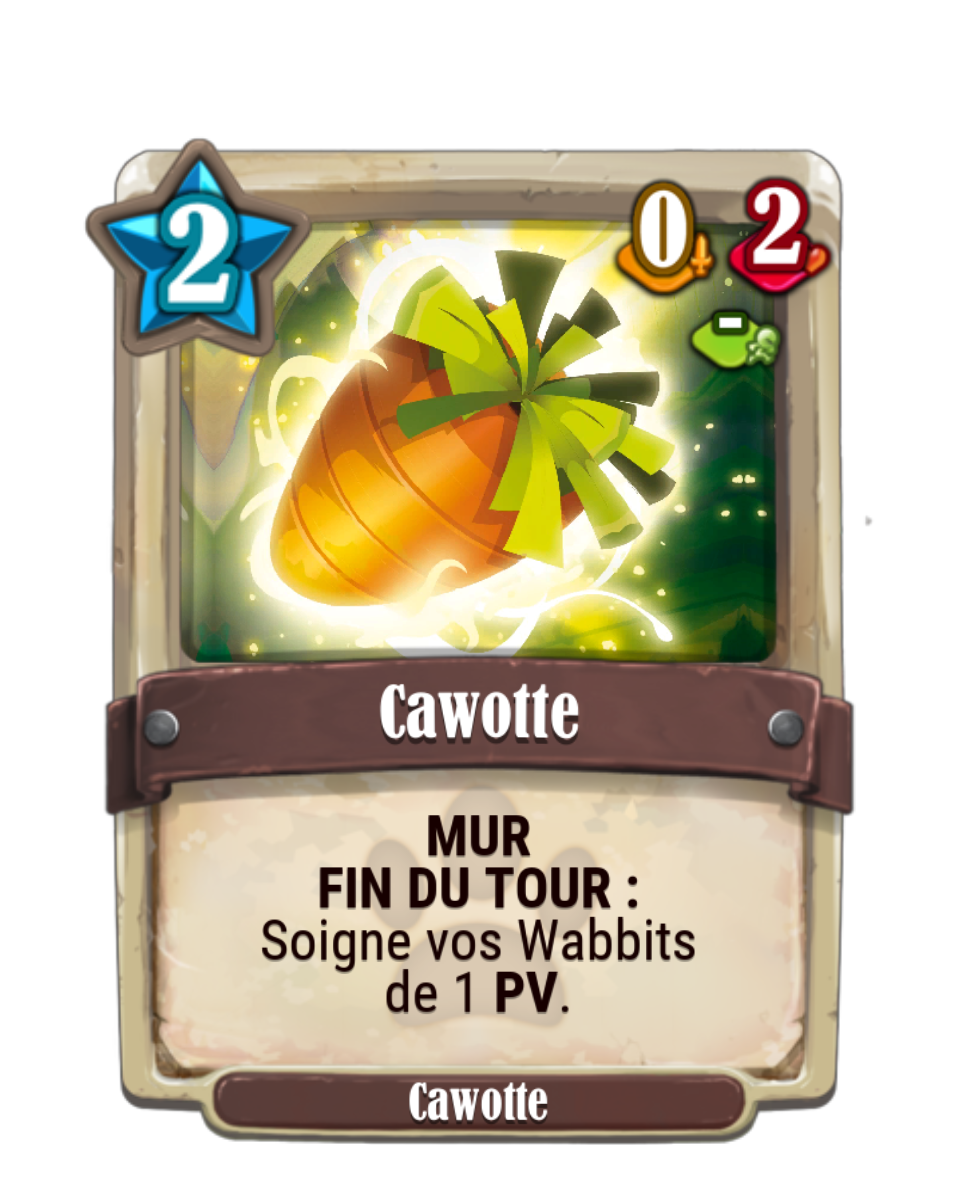 2
0 2
-
Cawotte
MUR
FIN DU TOUR :
Soigne vos Wabbits
de 1 PV.
Cawotte